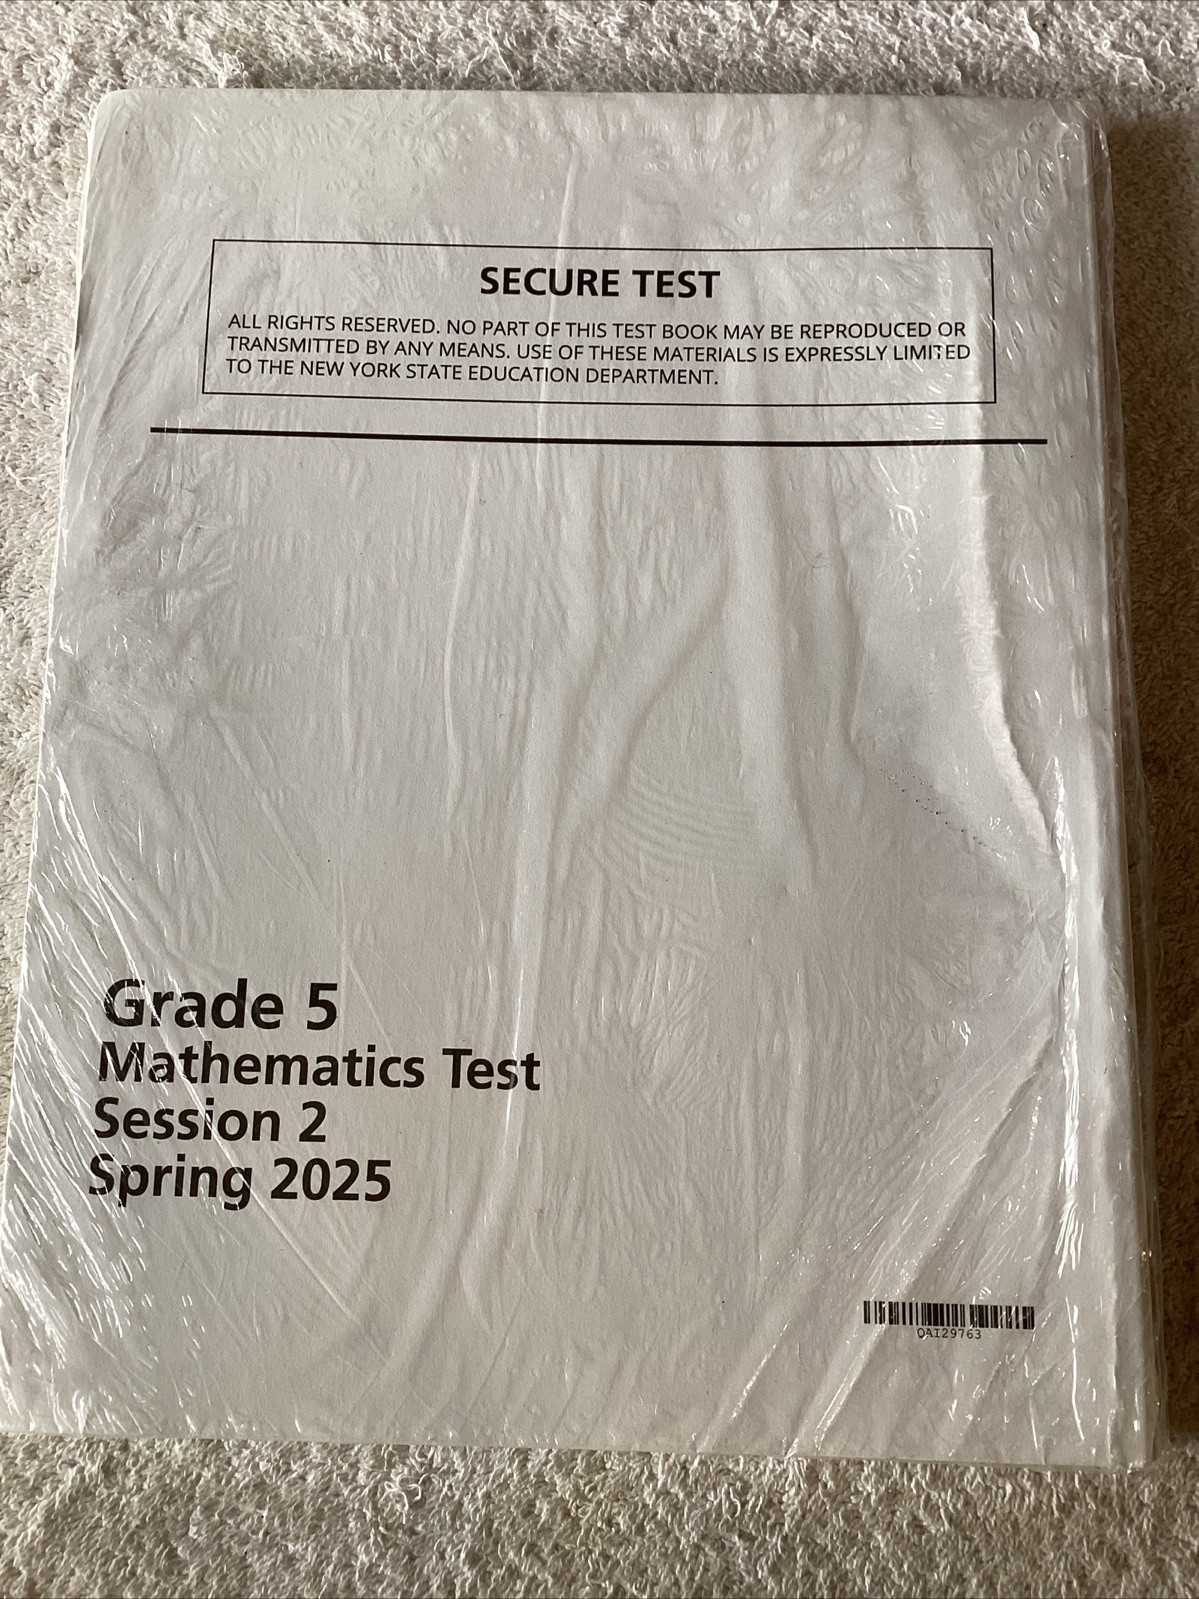 SECURE TEST
ALL RIGHTS RESERVED. NO PART OF THIS TEST BOOK MAY BE REPRODUCED OR
TRANSMITTED BY ANY MEANS. USE OF THESE MATERIALS IS EXPRESSLY LIMITED
TO THE NEW YORK STATE EDUCATION DEPARTMENT.
Grade 5
Mathematics Test
Session 2
Spring 2025
QAI29763